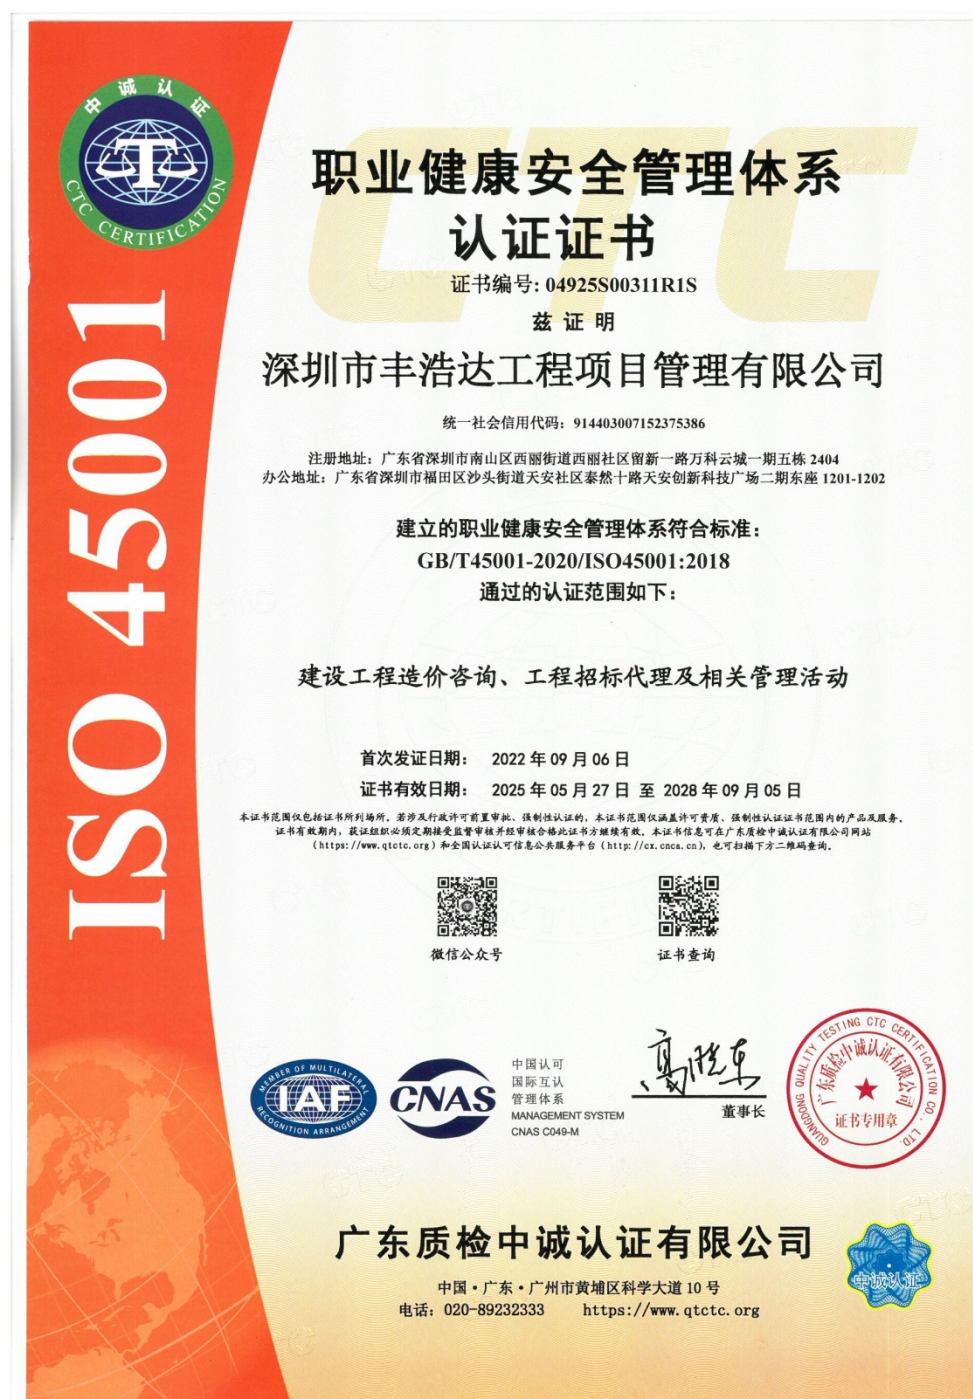 中诚认证
CTC CERTIFICATION
ISO 45001
CTC
职业健康安全管理体系
认证证书
证书编号: 04925S00311R1S
兹证明
深圳市丰浩达工程项目管理有限公司
统一社会信用代码: 914403007152375386
注册地址: 广东省深圳市南山区西丽街道西丽社区留新一路万科云城一期五栋 2404
办公地址: 广东省深圳市福田区沙头街道天安社区泰然十路天安创新科技广场二期东座 1201-1202
建立的职业健康安全管理体系符合标准:
GB/T45001-2020/ISO45001:2018
通过的认证范围如下:
建设工程造价咨询、工程招标代理及相关管理活动
首次发证日期: 2022 年 09 月 06 日
证书有效日期: 2025 年 05 月 27 日 至 2028 年 09 月 05 日
本证书范围仅包括证书所列场所。若涉及行政许可前置审批、强制性认证的, 本证书范围仅涵盖许可资质、强制性认证证书范围内的产品及服务。
证书有效期内, 获证组织必须定期接受监督审核并经审核合格此证书方继续有效。本证书信息可在广东质检中诚认证有限公司网站
(https://www.qtctc.org) 和全国认证认可信息公共服务平台 (http://cx.cnca.cn), 也可扫描下方二维码查询。
微信公众号
证书查询
MEMBER OF MULTILATERAL
IAF
RECOGNITION ARRANGEMENT
CNAS
中国认可
国际互认
管理体系
MANAGEMENT SYSTEM
CNAS C049-M
高晓东
董事长
GUANGDONG QUALITY TESTING CTC CERTIFICATION CO., LTD.
广东质检中诚认证有限公司
证书专用章
广东质检中诚认证有限公司
中国·广东·广州市黄埔区科学大道 10 号
电话: 020-89232333 https://www.qtctc.org
中诚认证